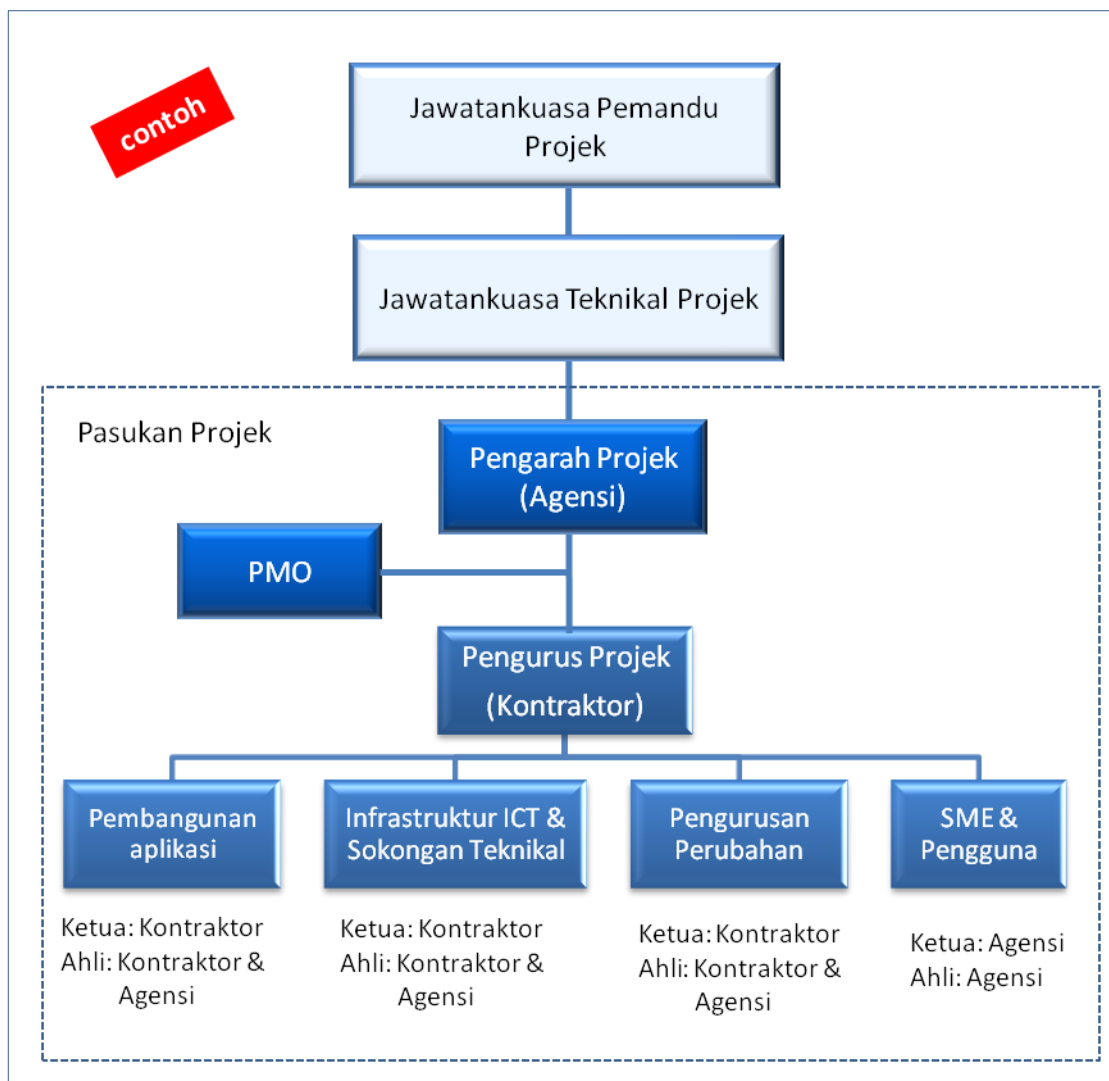 contoh
Jawatankuasa Pemandu
Projek
Jawatankuasa Teknikal Projek
Pasukan Projek
Pengarah Projek
(Agensi)
PMO
Pengurus Projek
(Kontraktor)
Pembangunan
aplikasi
Infrastruktur ICT &
Sokongan Teknikal
Pengurusan
Perubahan
SME &
Pengguna
Ketua: Kontraktor
Ahli: Kontraktor &
Agensi
Ketua: Kontraktor
Ahli: Kontraktor &
Agensi
Ketua: Kontraktor
Ahli: Kontraktor &
Agensi
Ketua: Agensi
Ahli: Agensi